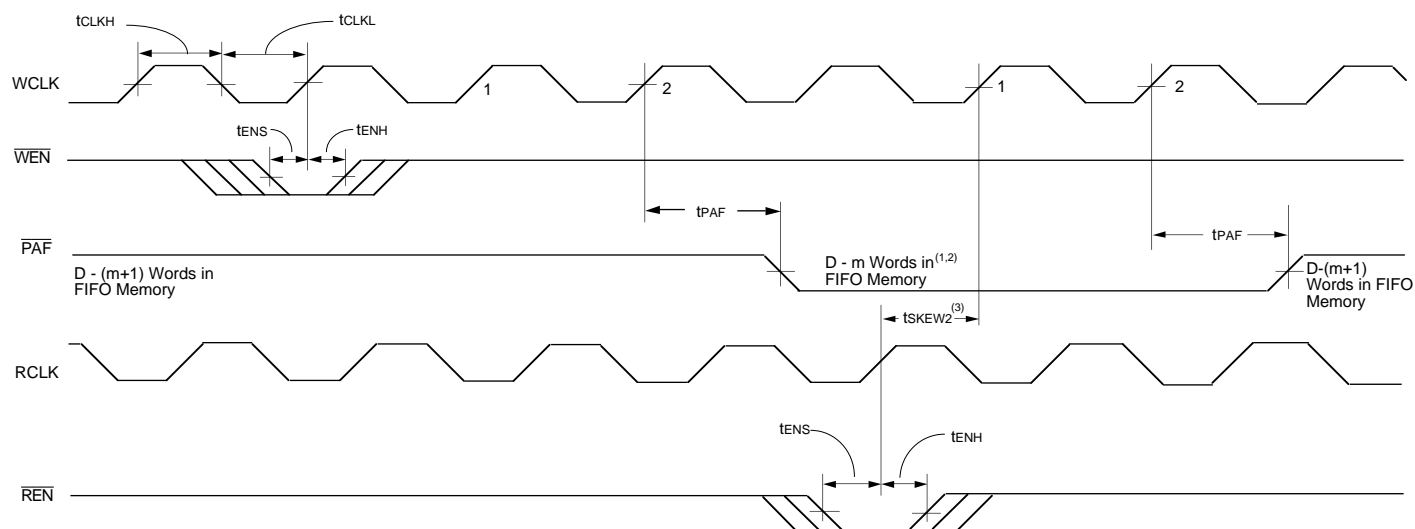 tCLKH
tCLKL
WCLK
1
2
1
2
tENS
tENH
WEN
tPAF
tPAF
PAF
D - (m+1) Words in
FIFO Memory
D - m Words in(1,2)
FIFO Memory
D-(m+1)
Words in FIFO
Memory
tSKEW2(3)
RCLK
tENS
tENH
REN